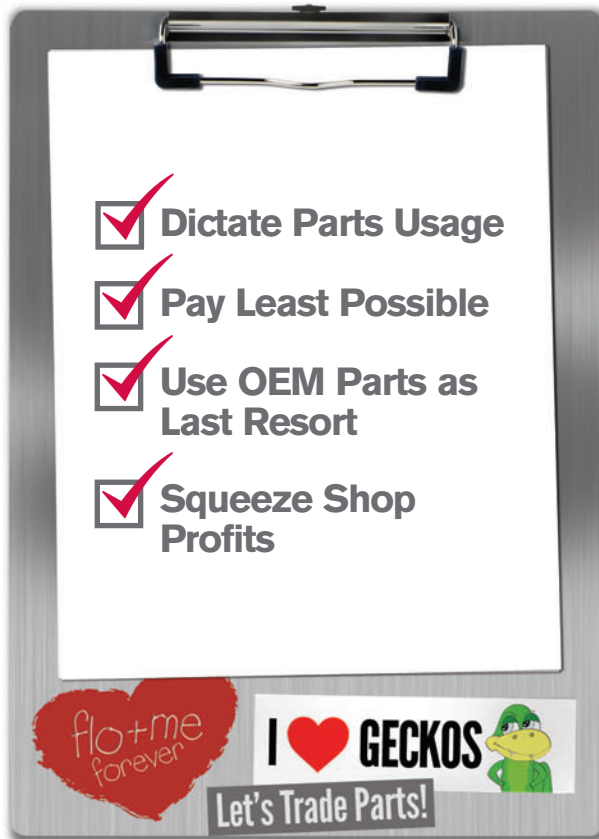 Dictate Parts Usage
Pay Least Possible
Use OEM Parts as
Last Resort
Squeeze Shop
Profits
flo+me
forever
I ❤ GECKOS
Let's Trade Parts!